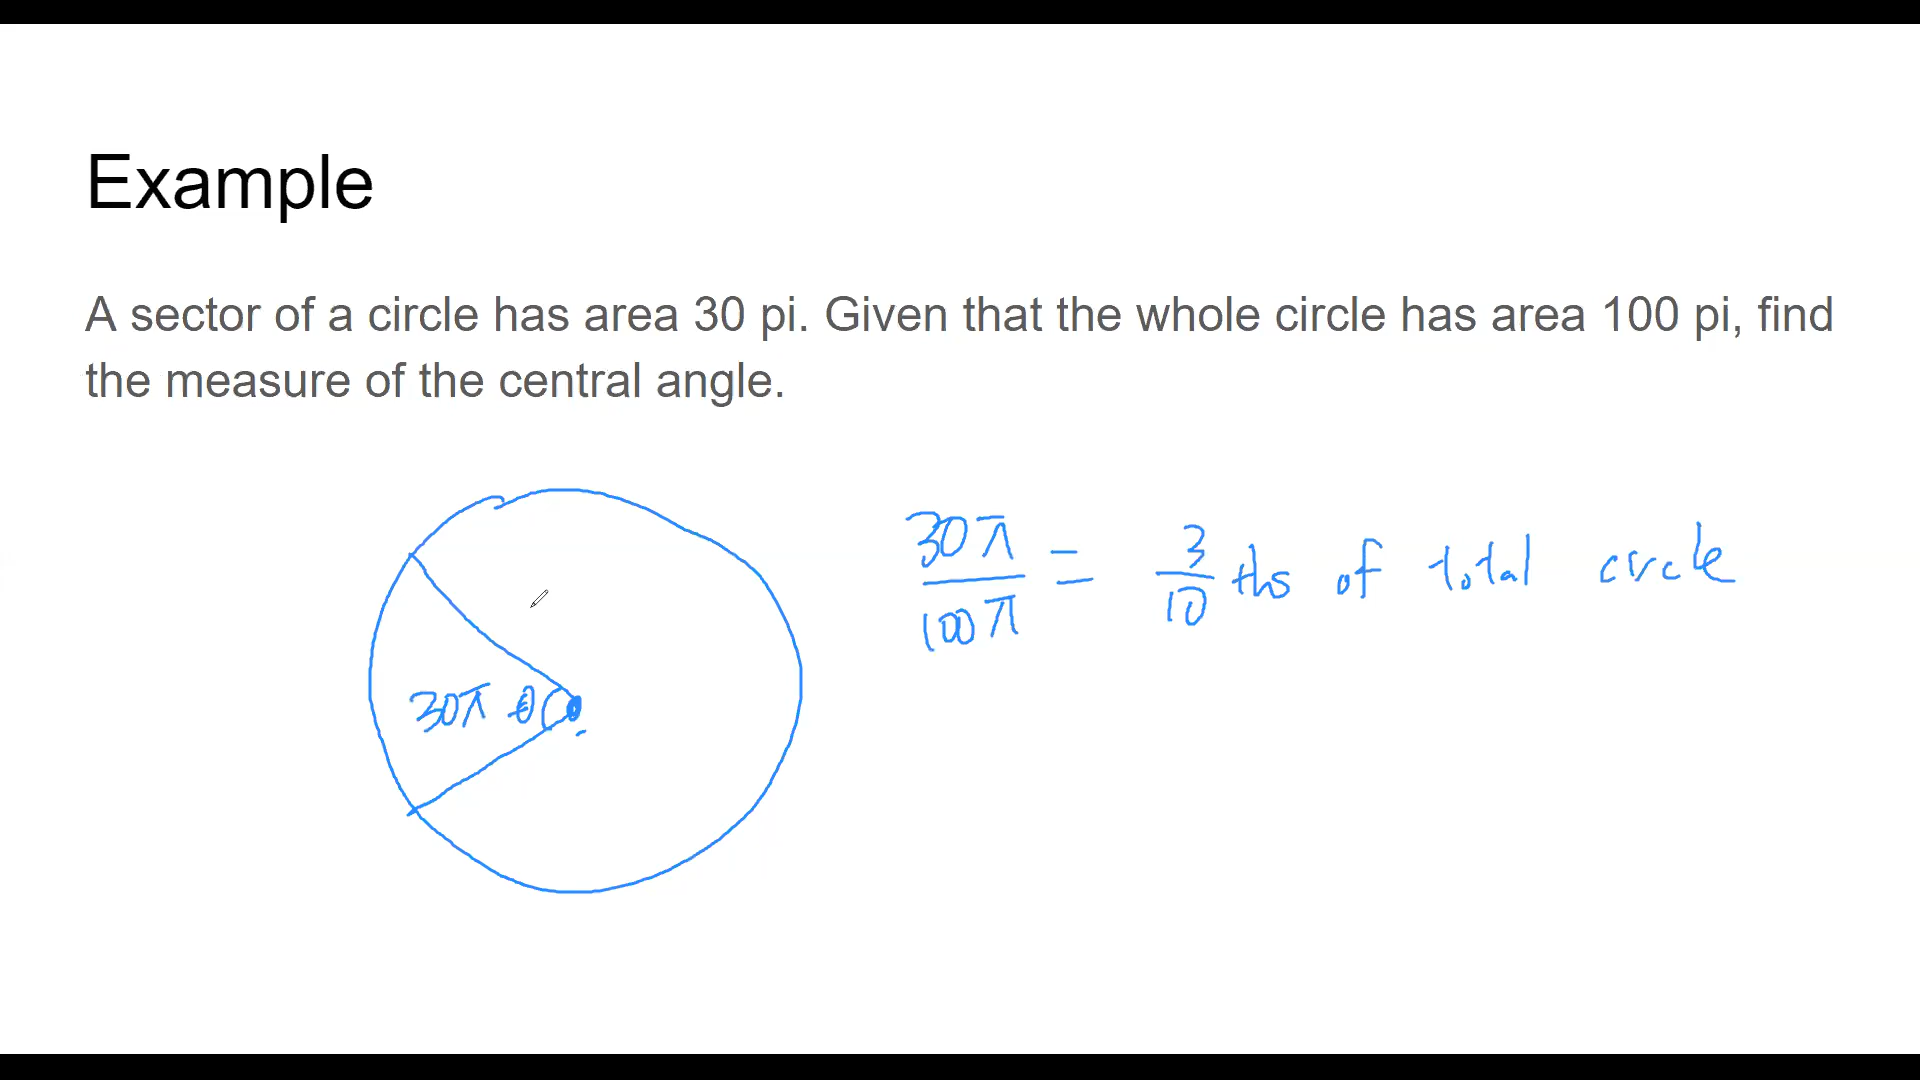 Example
A sector of a circle has area 30 pi. Given that the whole circle has area 100 pi, find
the measure of the central angle.
30π/100π = 3/10 ths of total circle
30π θ